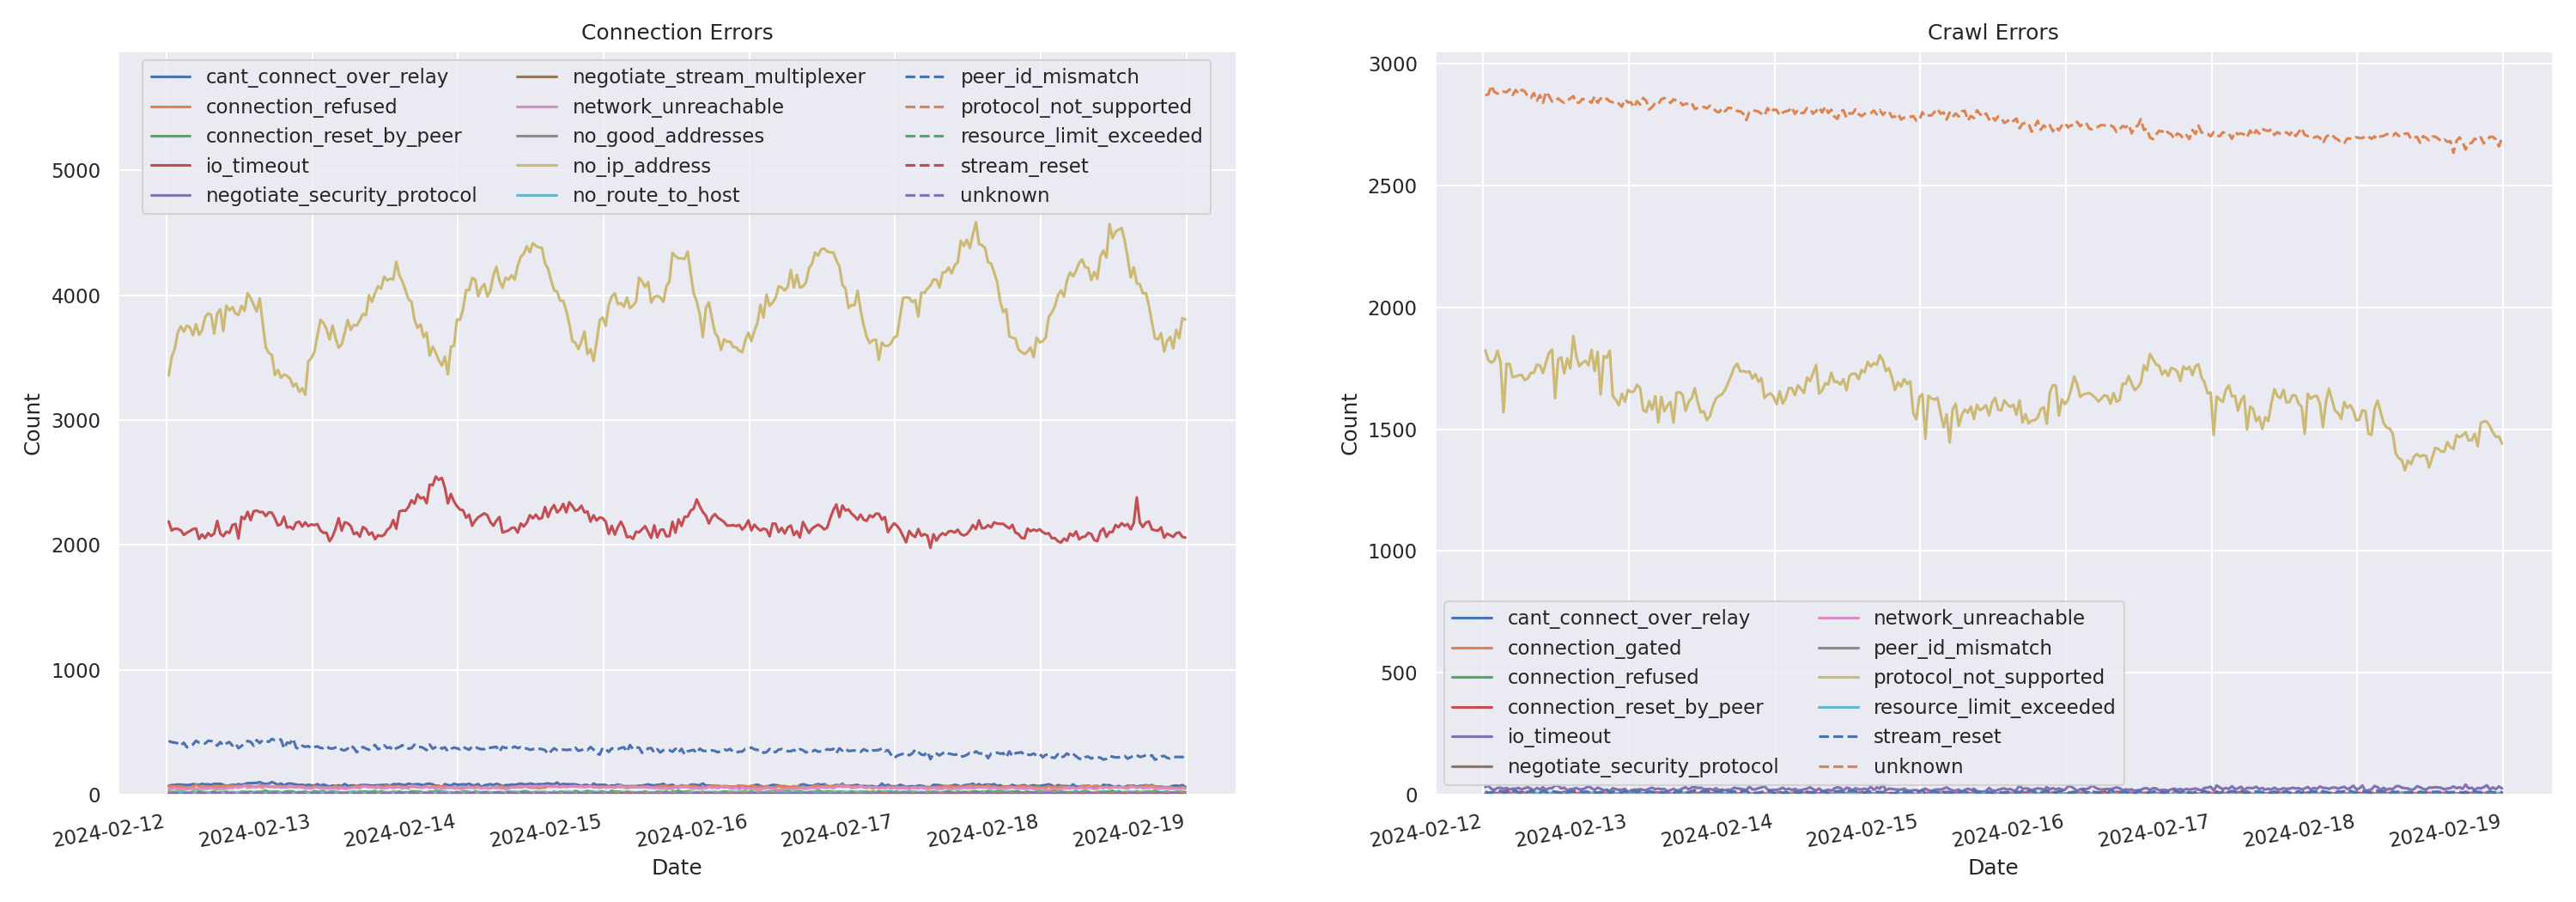 Connection Errors
cant_connect_over_relay
connection_refused
connection_reset_by_peer
io_timeout
negotiate_security_protocol
negotiate_stream_multiplexer
network_unreachable
no_good_addresses
no_ip_address
no_route_to_host
peer_id_mismatch
protocol_not_supported
resource_limit_exceeded
stream_reset
unknown
Count
5000
4000
3000
2000
1000
0
2024-02-12
2024-02-13
2024-02-14
2024-02-15
2024-02-16
2024-02-17
2024-02-18
2024-02-19
Date
Crawl Errors
Count
3000
2500
2000
1500
1000
500
0
cant_connect_over_relay
connection_gated
connection_refused
connection_reset_by_peer
io_timeout
negotiate_security_protocol
network_unreachable
peer_id_mismatch
protocol_not_supported
resource_limit_exceeded
stream_reset
unknown
2024-02-12
2024-02-13
2024-02-14
2024-02-15
2024-02-16
2024-02-17
2024-02-18
2024-02-19
Date